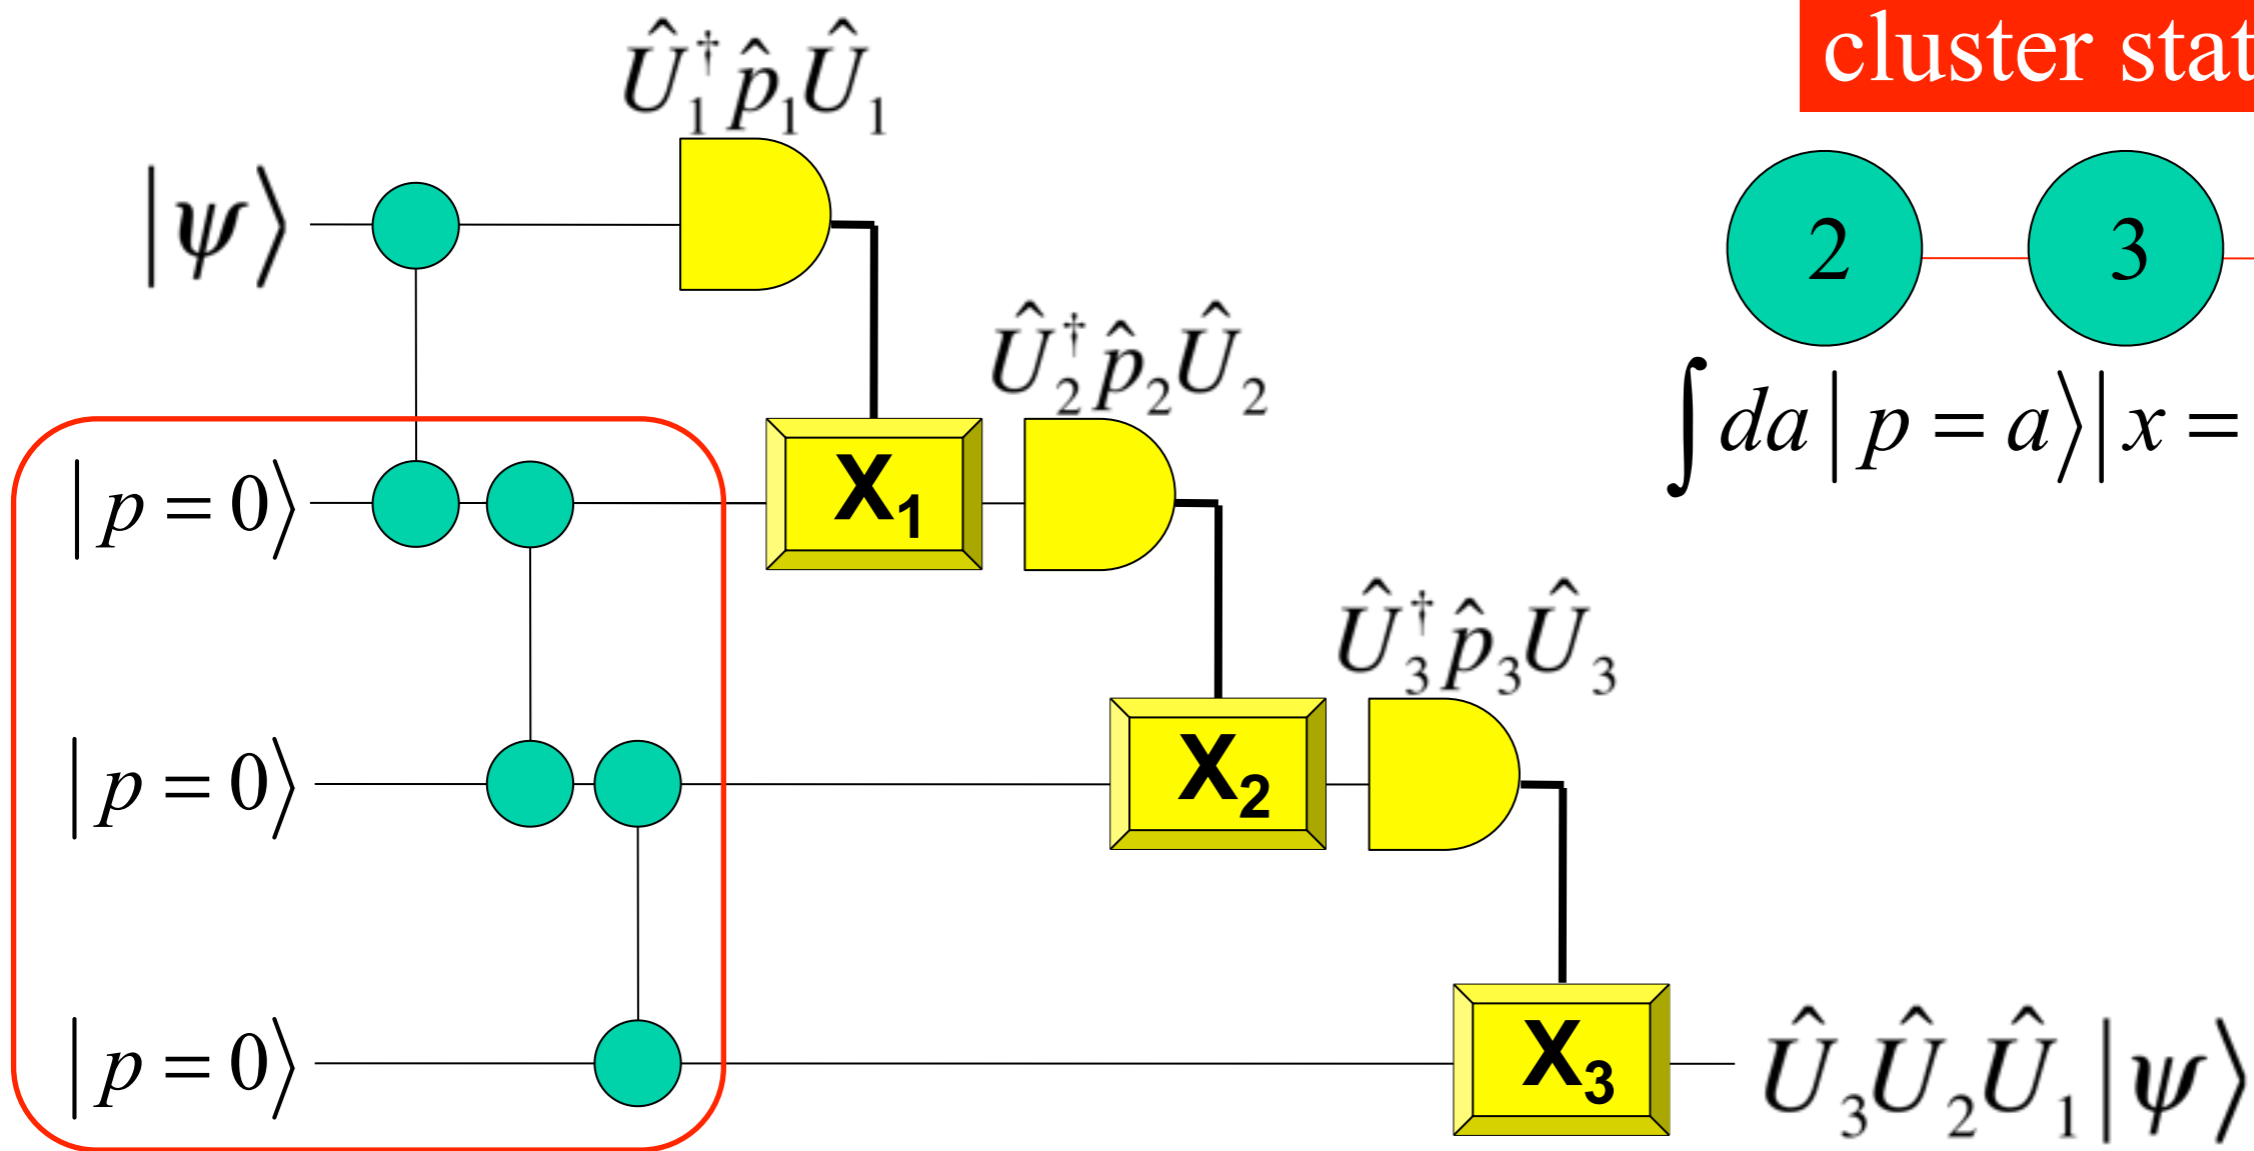 cluster stat
Û₁†p̂₁Û₁
|ψ⟩
2 3
Û₂†p̂₂Û₂
∫da|p = a⟩|x =
|p = 0⟩
X₁
Û₃†p̂₃Û₃
|p = 0⟩
X₂
|p = 0⟩
X₃
Û₃Û₂Û₁|ψ⟩